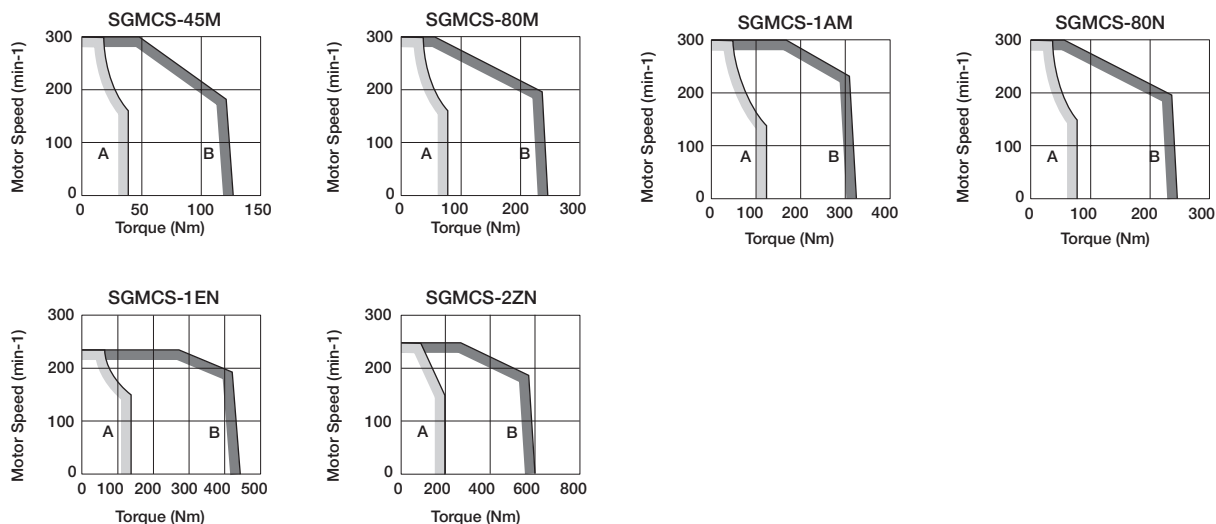 SGMCS-45M
Motor Speed (min-1)
300
200
100
0
A
B
0 50 100 150
Torque (Nm)
SGMCS-80M
Motor Speed (min-1)
300
200
100
0
A
B
0 100 200 300
Torque (Nm)
SGMCS-1AM
Motor Speed (min-1)
300
200
100
0
A
B
0 100 200 300 400
Torque (Nm)
SGMCS-80N
Motor Speed (min-1)
300
200
100
0
A
B
0 100 200 300
Torque (Nm)
SGMCS-1EN
Motor Speed (min-1)
300
200
100
0
A
B
0 100 200 300 400 500
Torque (Nm)
SGMCS-2ZN
Motor Speed (min-1)
300
200
100
0
A
B
0 200 400 600 800
Torque (Nm)